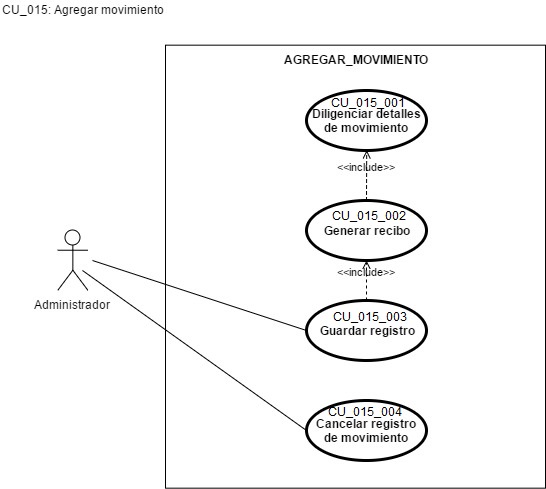 CU_015: Agregar movimiento
AGREGAR_MOVIMIENTO
CU_015_001
Diligenciar detalles
de movimiento
<<include>>
CU_015_002
Generar recibo
<<include>>
Administrador
CU_015_003
Guardar registro
CU_015_004
Cancelar registro
de movimiento